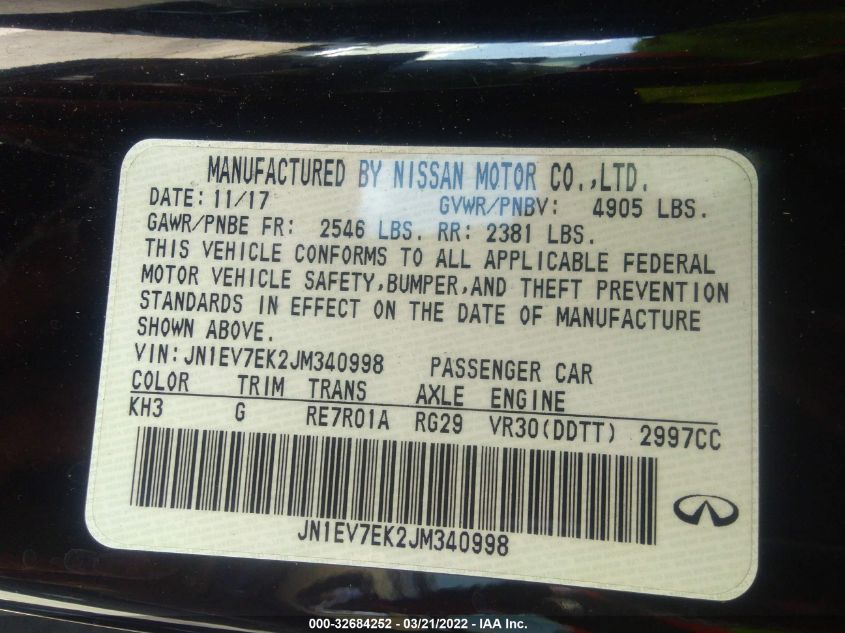 MANUFACTURED BY NISSAN MOTOR CO.,LTD.
DATE: 11/17 GVWR/PNBV: 4905 LBS.
GAWR/PNBE FR: 2546 LBS. RR: 2381 LBS.
THIS VEHICLE CONFORMS TO ALL APPLICABLE FEDERAL
MOTOR VEHICLE SAFETY,BUMPER,AND THEFT PREVENTION
STANDARDS IN EFFECT ON THE DATE OF MANUFACTURE
SHOWN ABOVE.
VIN:JN1EV7EK2JM340998 PASSENGER CAR
COLOR TRIM TRANS AXLE ENGINE
KH3 G RE7R01A RG29 VR30(DDTT) 2997CC
JN1EV7EK2JM340998
000-32684252 - 03/21/2022 - IAA, Inc.